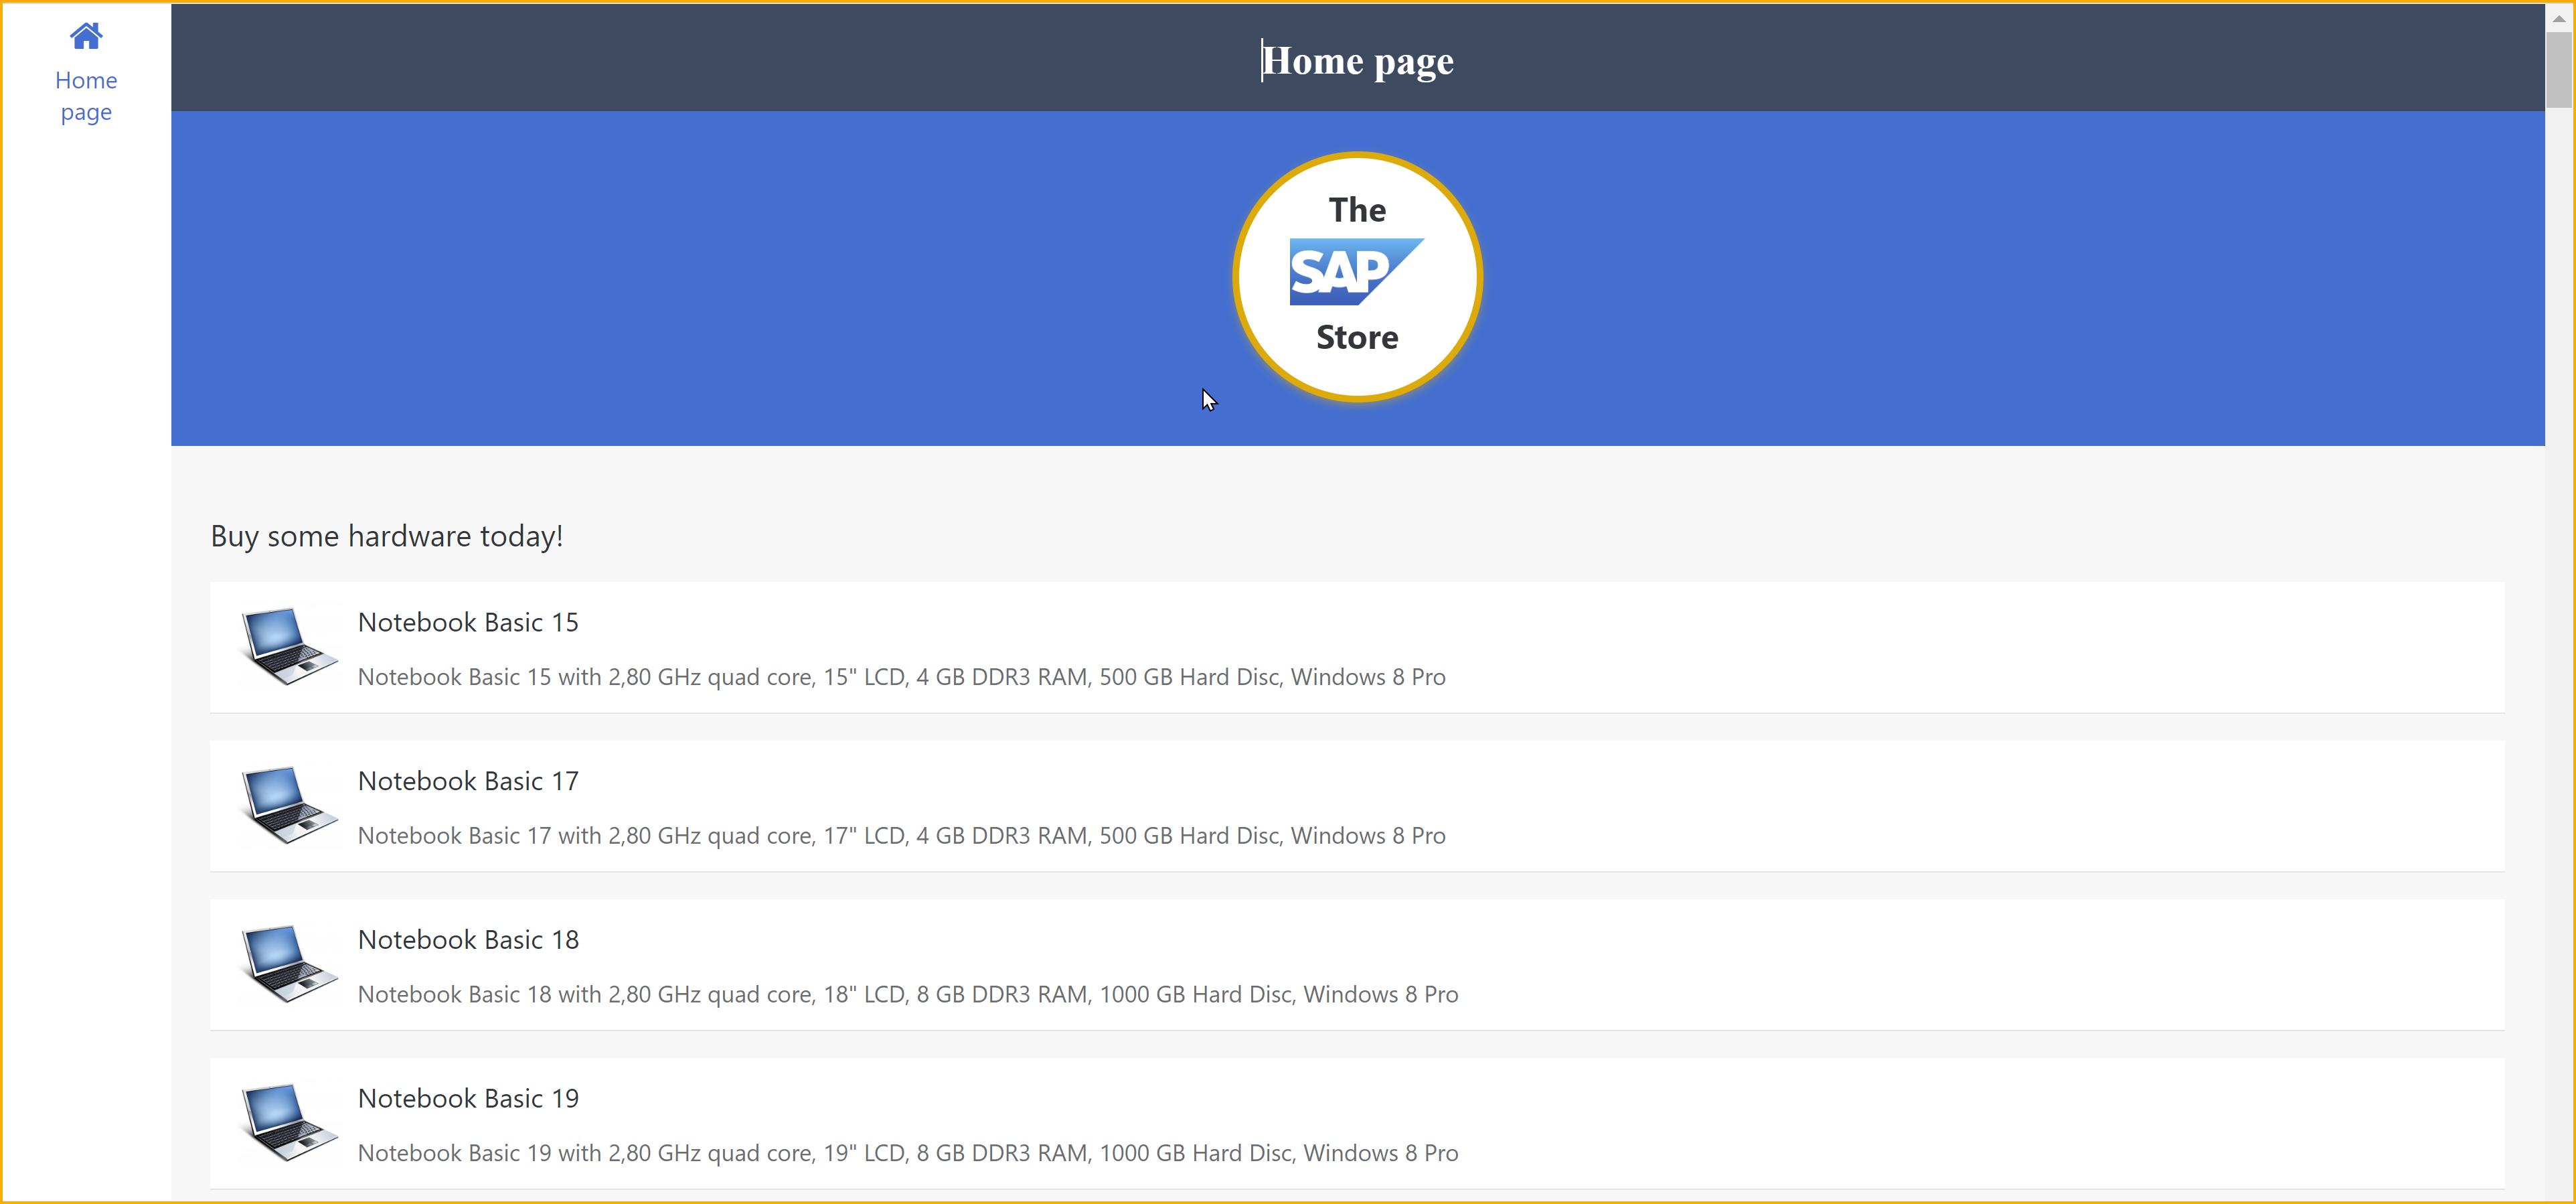 Home
page
Home page
The
SAP
Store
Buy some hardware today!
Notebook Basic 15
Notebook Basic 15 with 2,80 GHz quad core, 15" LCD, 4 GB DDR3 RAM, 500 GB Hard Disc, Windows 8 Pro
Notebook Basic 17
Notebook Basic 17 with 2,80 GHz quad core, 17" LCD, 4 GB DDR3 RAM, 500 GB Hard Disc, Windows 8 Pro
Notebook Basic 18
Notebook Basic 18 with 2,80 GHz quad core, 18" LCD, 8 GB DDR3 RAM, 1000 GB Hard Disc, Windows 8 Pro
Notebook Basic 19
Notebook Basic 19 with 2,80 GHz quad core, 19" LCD, 8 GB DDR3 RAM, 1000 GB Hard Disc, Windows 8 Pro